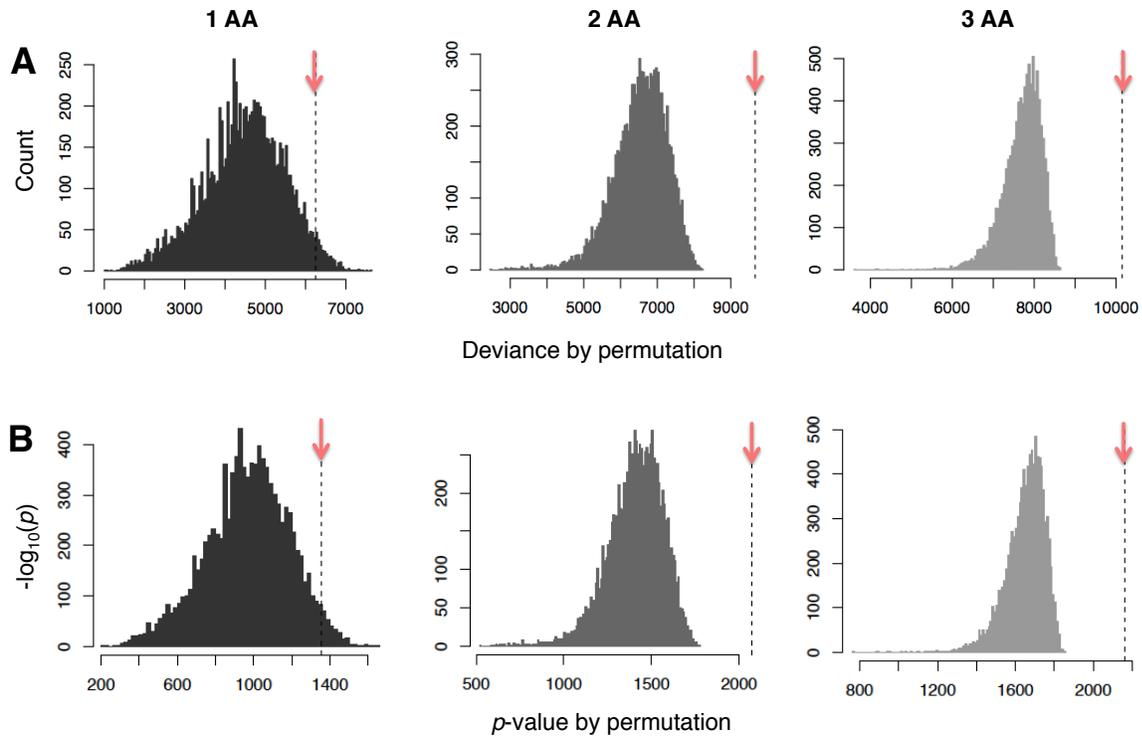 1 AA 2 AA 3 AA
A
Count
0 50 100 150 200 250
1000 3000 5000 7000
0 50 100 200 300
3000 5000 7000 9000
0 100 200 300 400 500
4000 6000 8000 10000
Deviance by permutation
B
-log10(p)
0 100 200 300 400
200 600 1000 1400
0 50 100 200
500 1000 1500 2000
0 100 200 300 400 500
800 1200 1600 2000
p-value by permutation